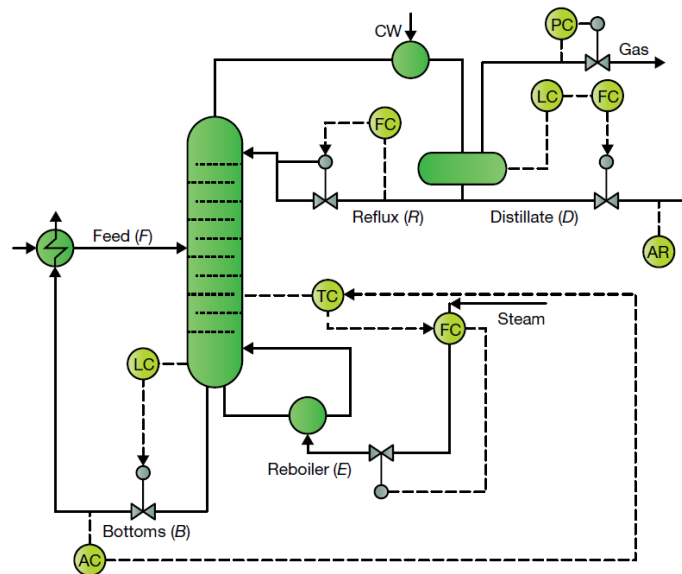 CW
PC
Gas
LC
FC
FC
Reflux (R)
Distillate (D)
Feed (F)
AR
TC
Steam
FC
LC
Reboiler (E)
Bottoms (B)
AC